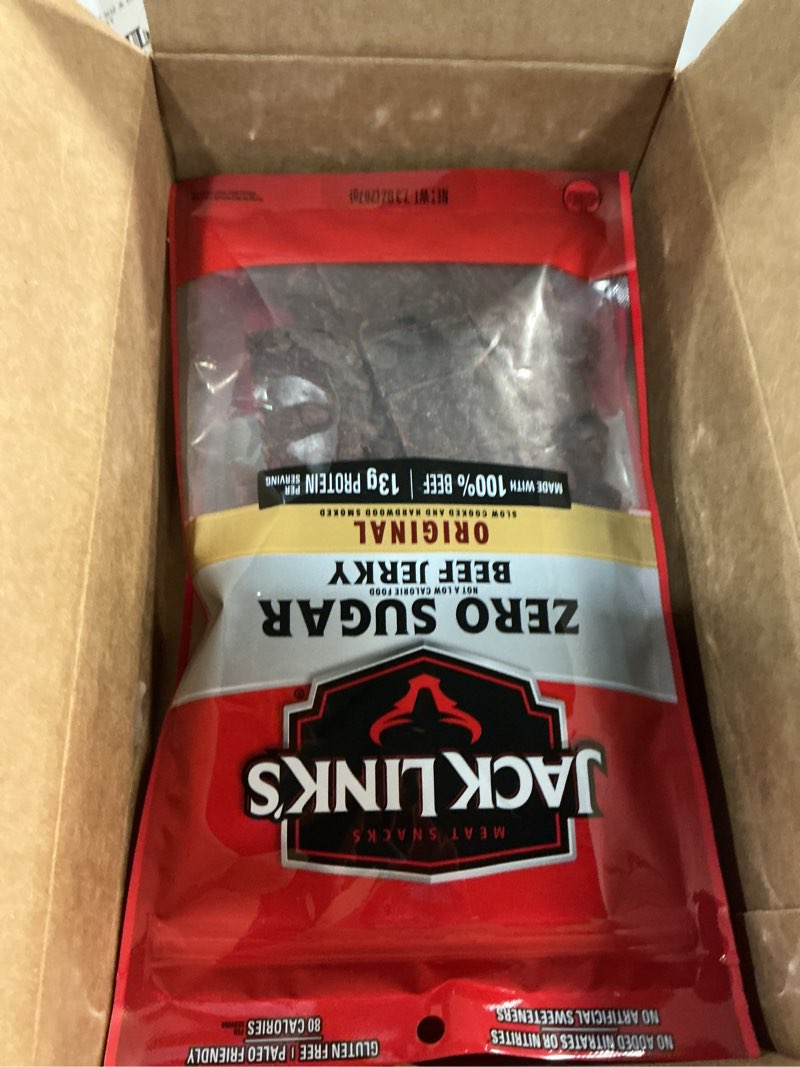 NO ADDED NITRATES OR NITRITES
NO ARTIFICIAL SWEETENERS
GLUTEN FREE | PALEO FRIENDLY
80 CALORIES PER SERVING
MEAT SNACKS
JACK LINK'S
®
ZERO SUGAR
NOT A LOW CALORIE FOOD
BEEF JERKY
ORIGINAL
SLOW COOKED AND HARDWOOD SMOKED
MADE WITH 100% BEEF | 13g PROTEIN PER SERVING
NET WT 7.3 OZ (207g)